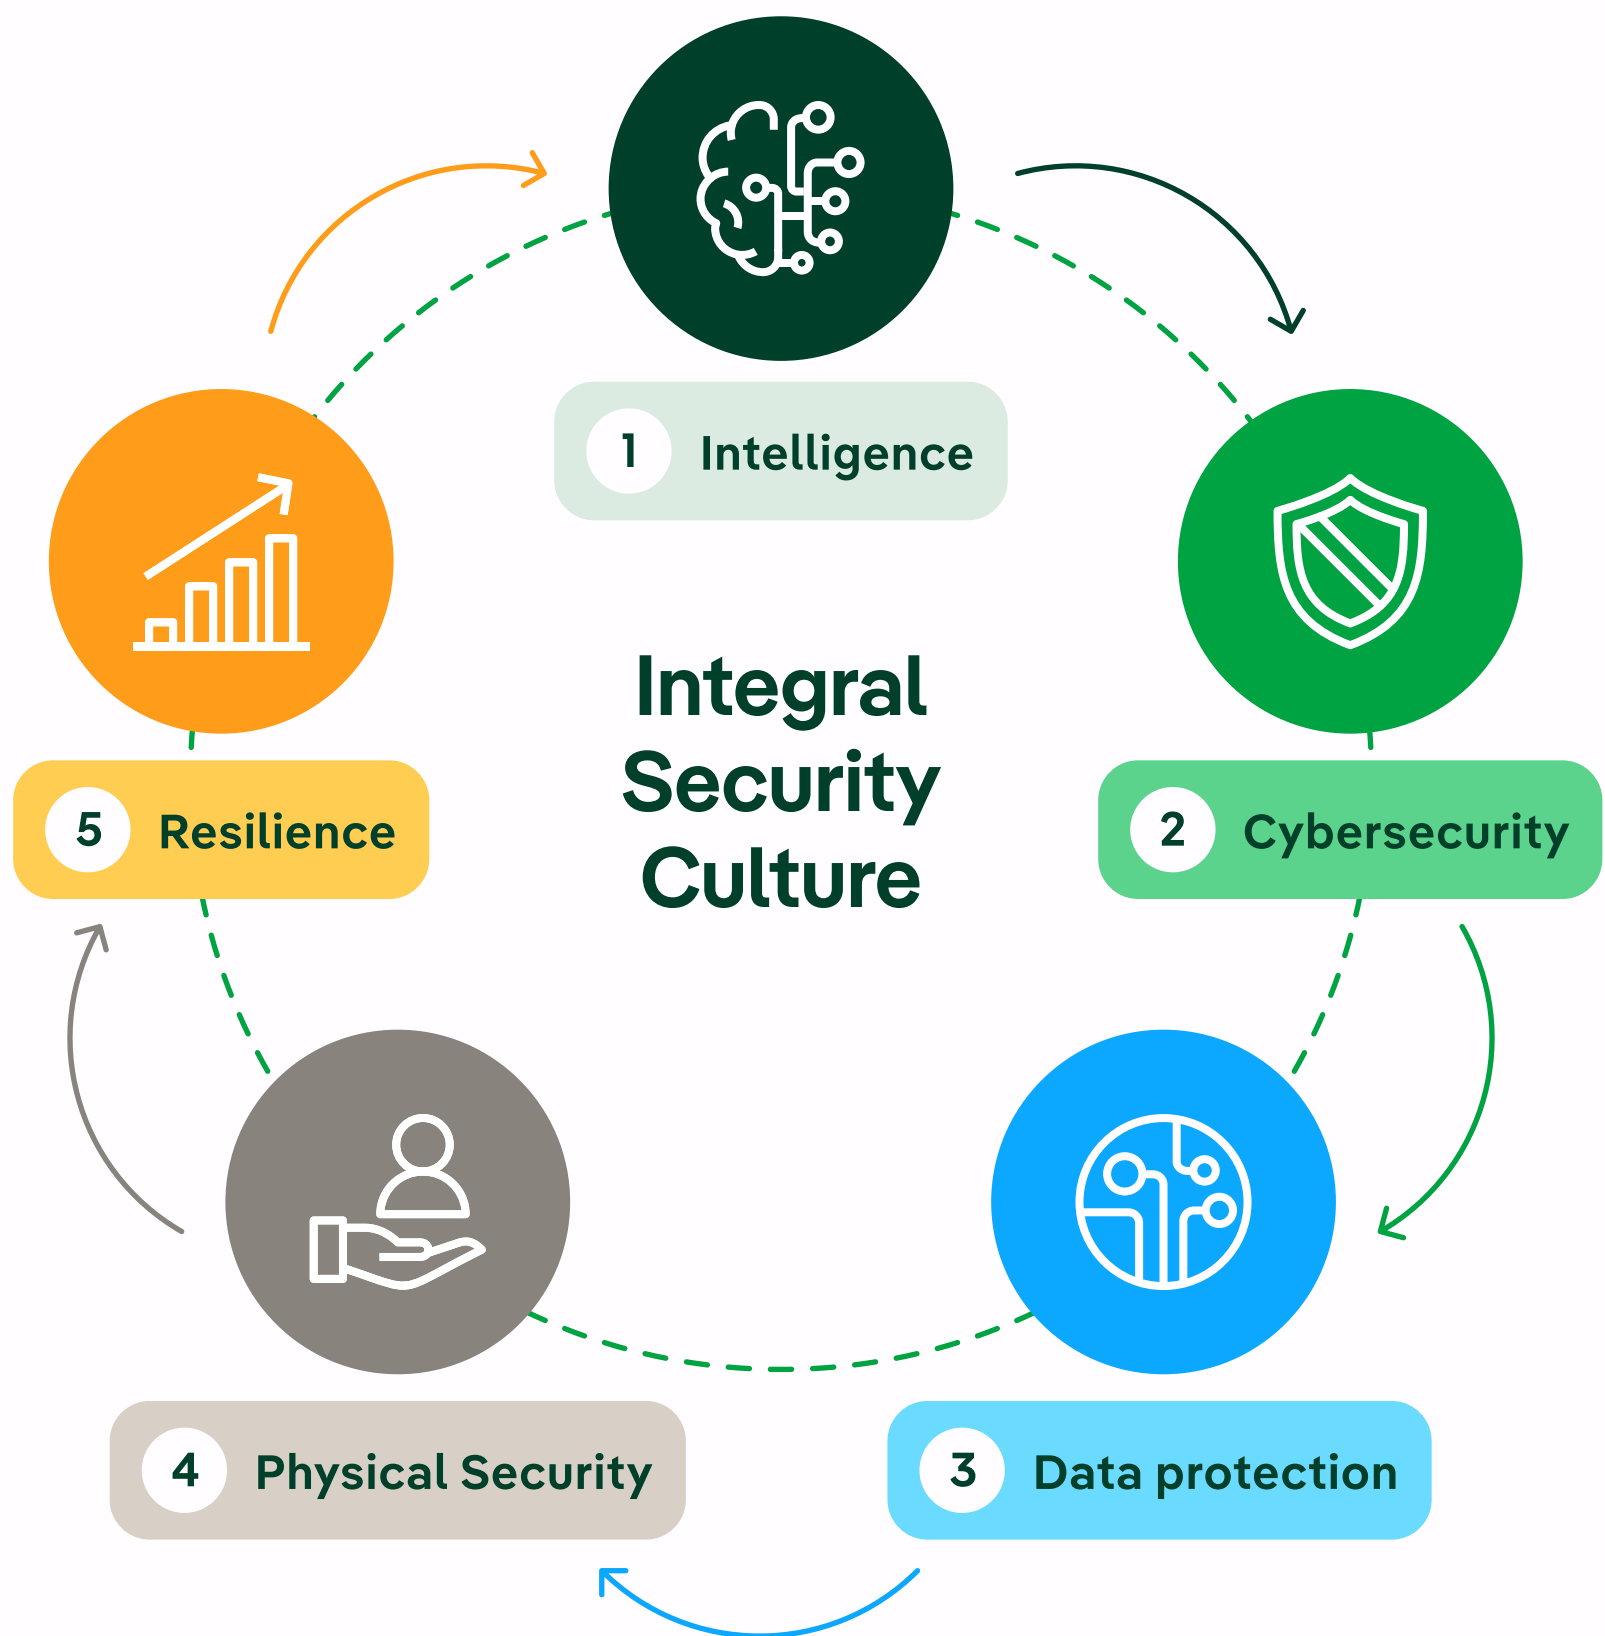 1 Intelligence
Integral
Security
Culture
2 Cybersecurity
3 Data protection
4 Physical Security
5 Resilience